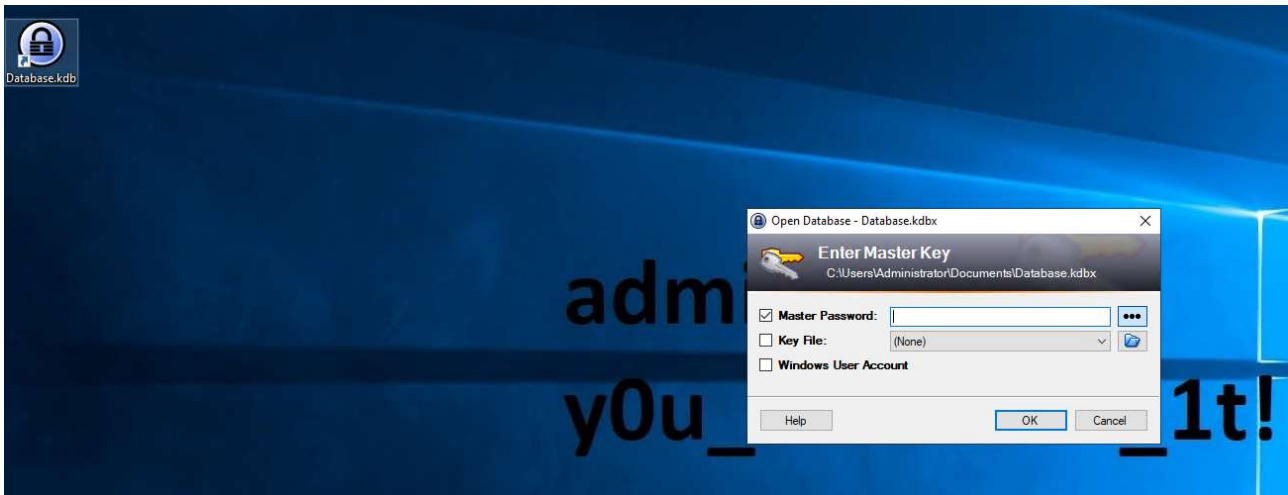 Database.kdb
Open Database - Database.kdbx
Enter Master Key
C:\Users\Administrator\Documents\Database.kdbx
Master Password:
Key File:
(None)
Windows User Account
Help
OK
Cancel
y0u_
_1t!